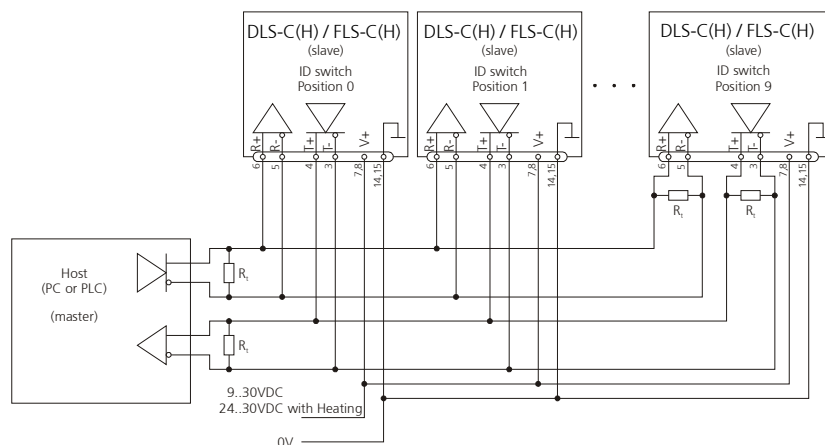 DLS-C(H) / FLS-C(H)
(slave)
ID switch
Position 0
R+
R-
T+
T-
V+
6
5
4
3
7,8
14,15
DLS-C(H) / FLS-C(H)
(slave)
ID switch
Position 1
R+
R-
T+
T-
V+
6
5
4
3
7,8
14,15
. . .
DLS-C(H) / FLS-C(H)
(slave)
ID switch
Position 9
R+
R-
T+
T-
V+
6
5
4
3
7,8
14,15
Rt
Rt
Host
(PC or PLC)
(master)
Rt
Rt
9..30VDC
24..30VDC with Heating
0V